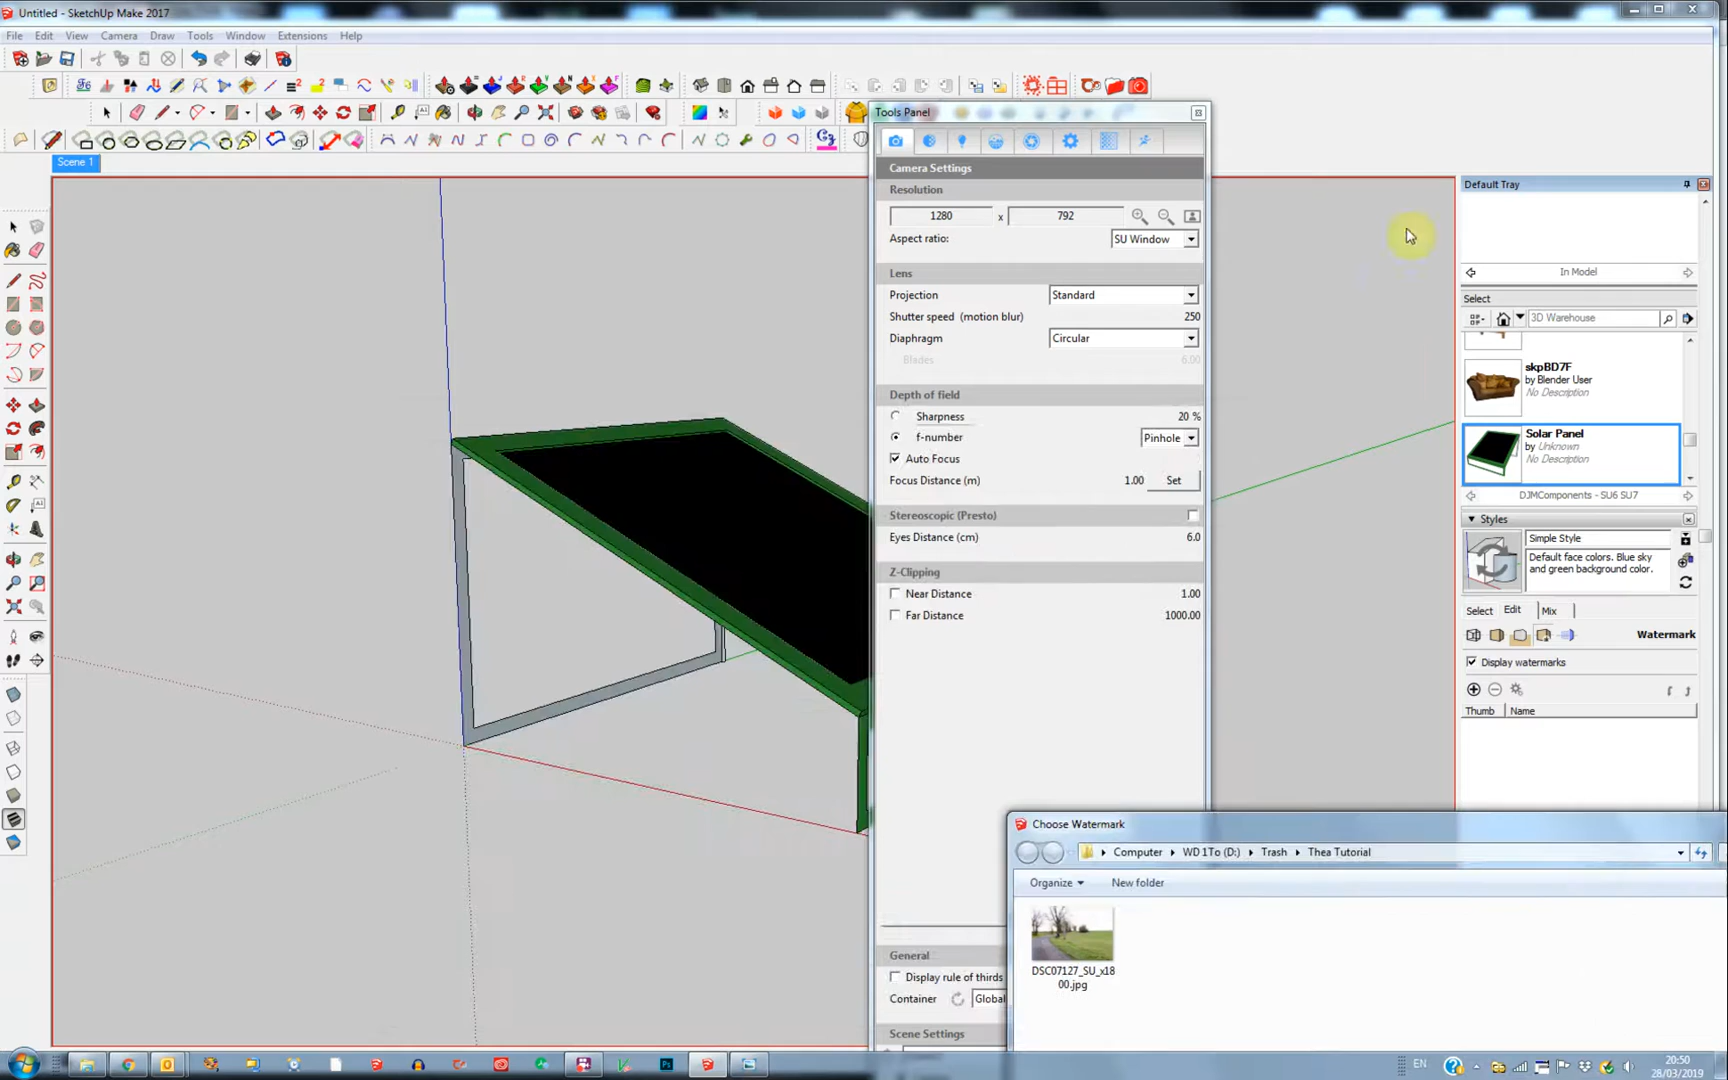 Untitled - SketchUp Make 2017
File Edit View Camera Draw Tools Window Extensions Help
Scene 1
Tools Panel
Camera Settings
Resolution
1280 x 792
Aspect ratio: SU Window
Lens
Projection Standard
Shutter speed (motion blur) 250
Diaphragm Circular
Blades 6.00
Depth of field
Sharpness 20 %
f-number Pinhole
Auto Focus
Focus Distance (m) 1.00 Set
Stereoscopic (Presto)
Eyes Distance (cm) 6.0
Z-Clipping
Near Distance 1.00
Far Distance 1000.00
General
Display rule of thirds
Container Global
Scene Settings
Default Tray
In Model
Select
3D Warehouse
skpBD7F
by Blender User
No Description
Solar Panel
by Unknown
No Description
DJMComponents - SU6 SU7
Styles
Simple Style
Default face colors. Blue sky
and green background color.
Select Edit Mix
Watermark
Display watermarks
Thumb Name
Choose Watermark
Computer WD 1To (D:) Trash Thea Tutorial
Organize New folder
DSC07127_SU_x18
00.jpg
EN
20:50
28/03/2019